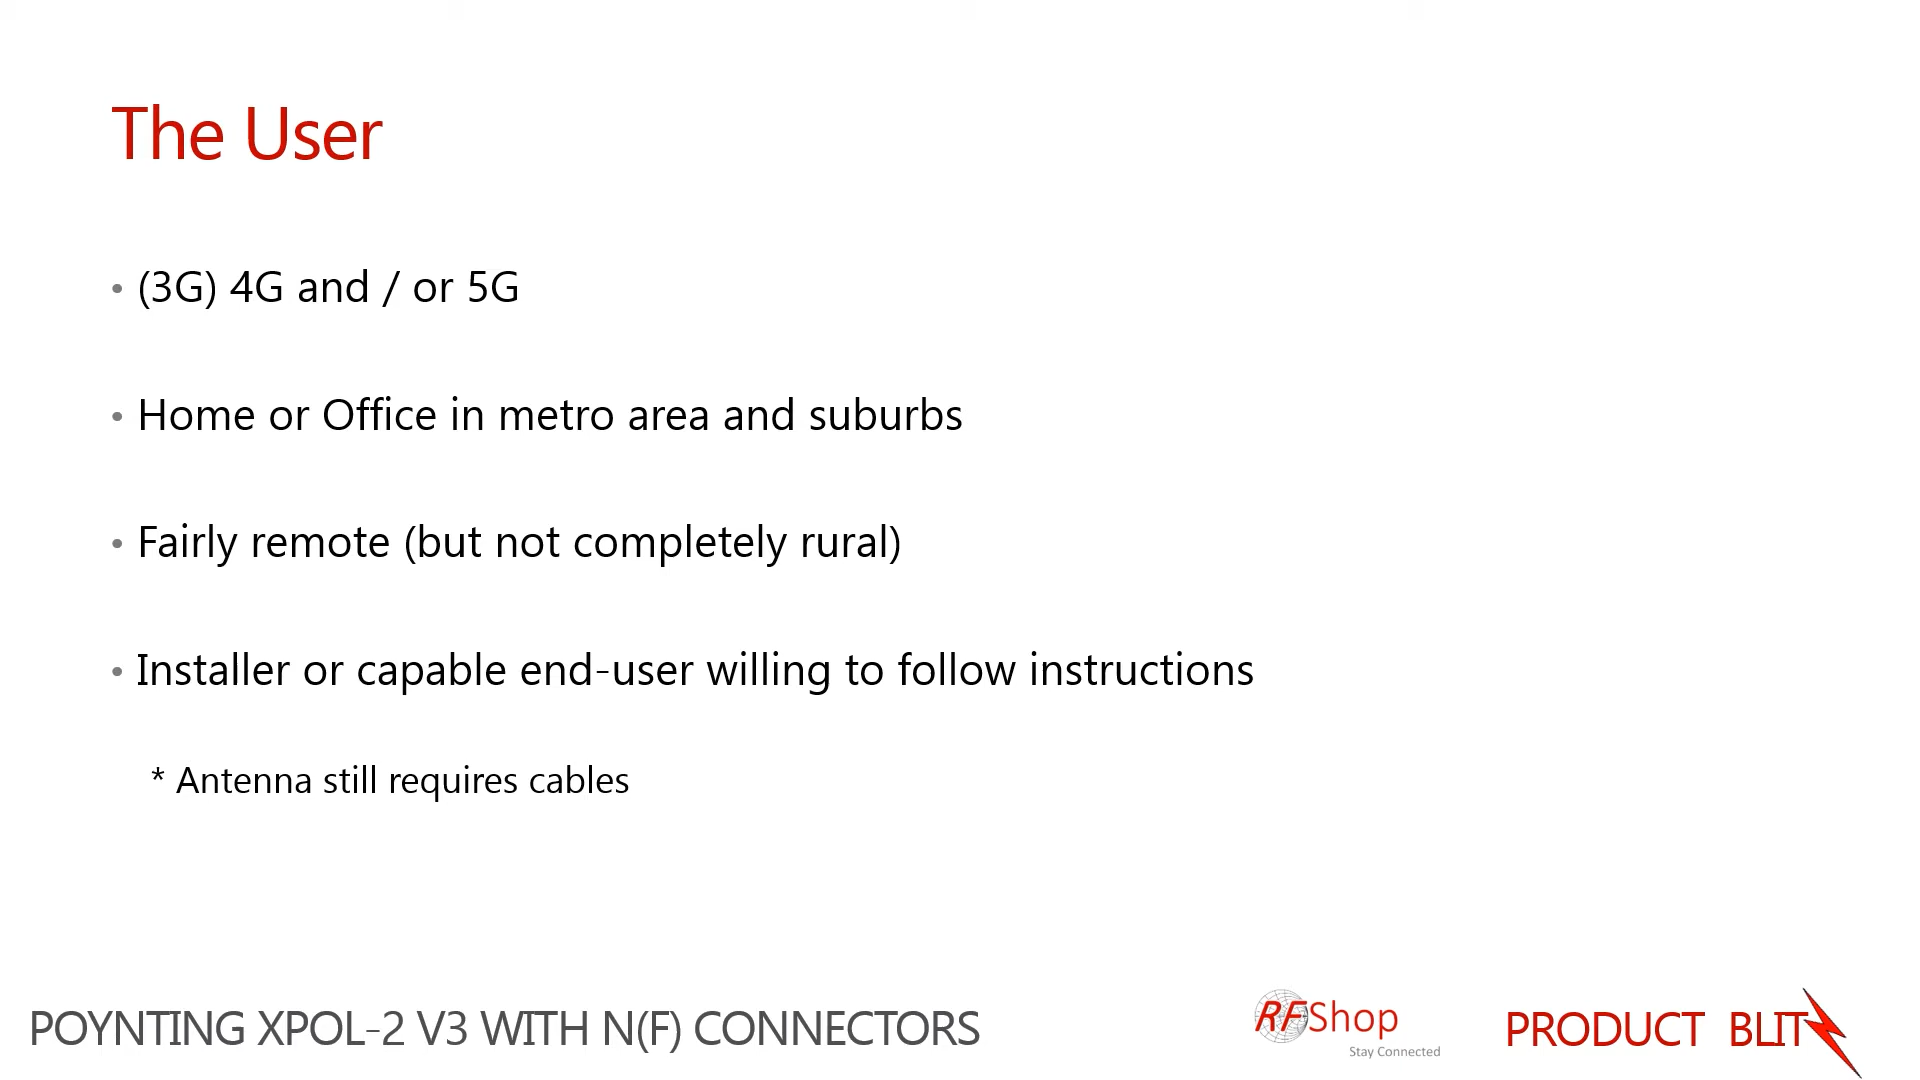 The User
• (3G) 4G and / or 5G
• Home or Office in metro area and suburbs
• Fairly remote (but not completely rural)
• Installer or capable end-user willing to follow instructions
* Antenna still requires cables
POYNTING XPOL-2 V3 WITH N(F) CONNECTORS
RFShop
Stay Connected
PRODUCT BLIT